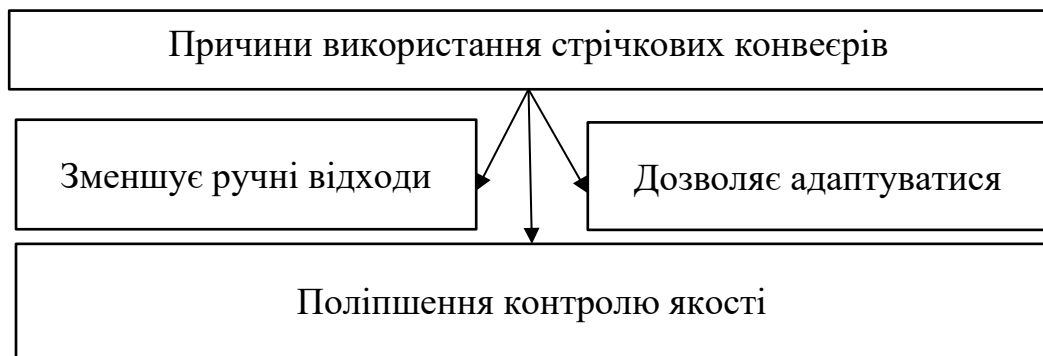 Причини використання стрічкових конвеєрів
Зменшує ручні відходи
Дозволяє адаптуватися
Поліпшення контролю якості